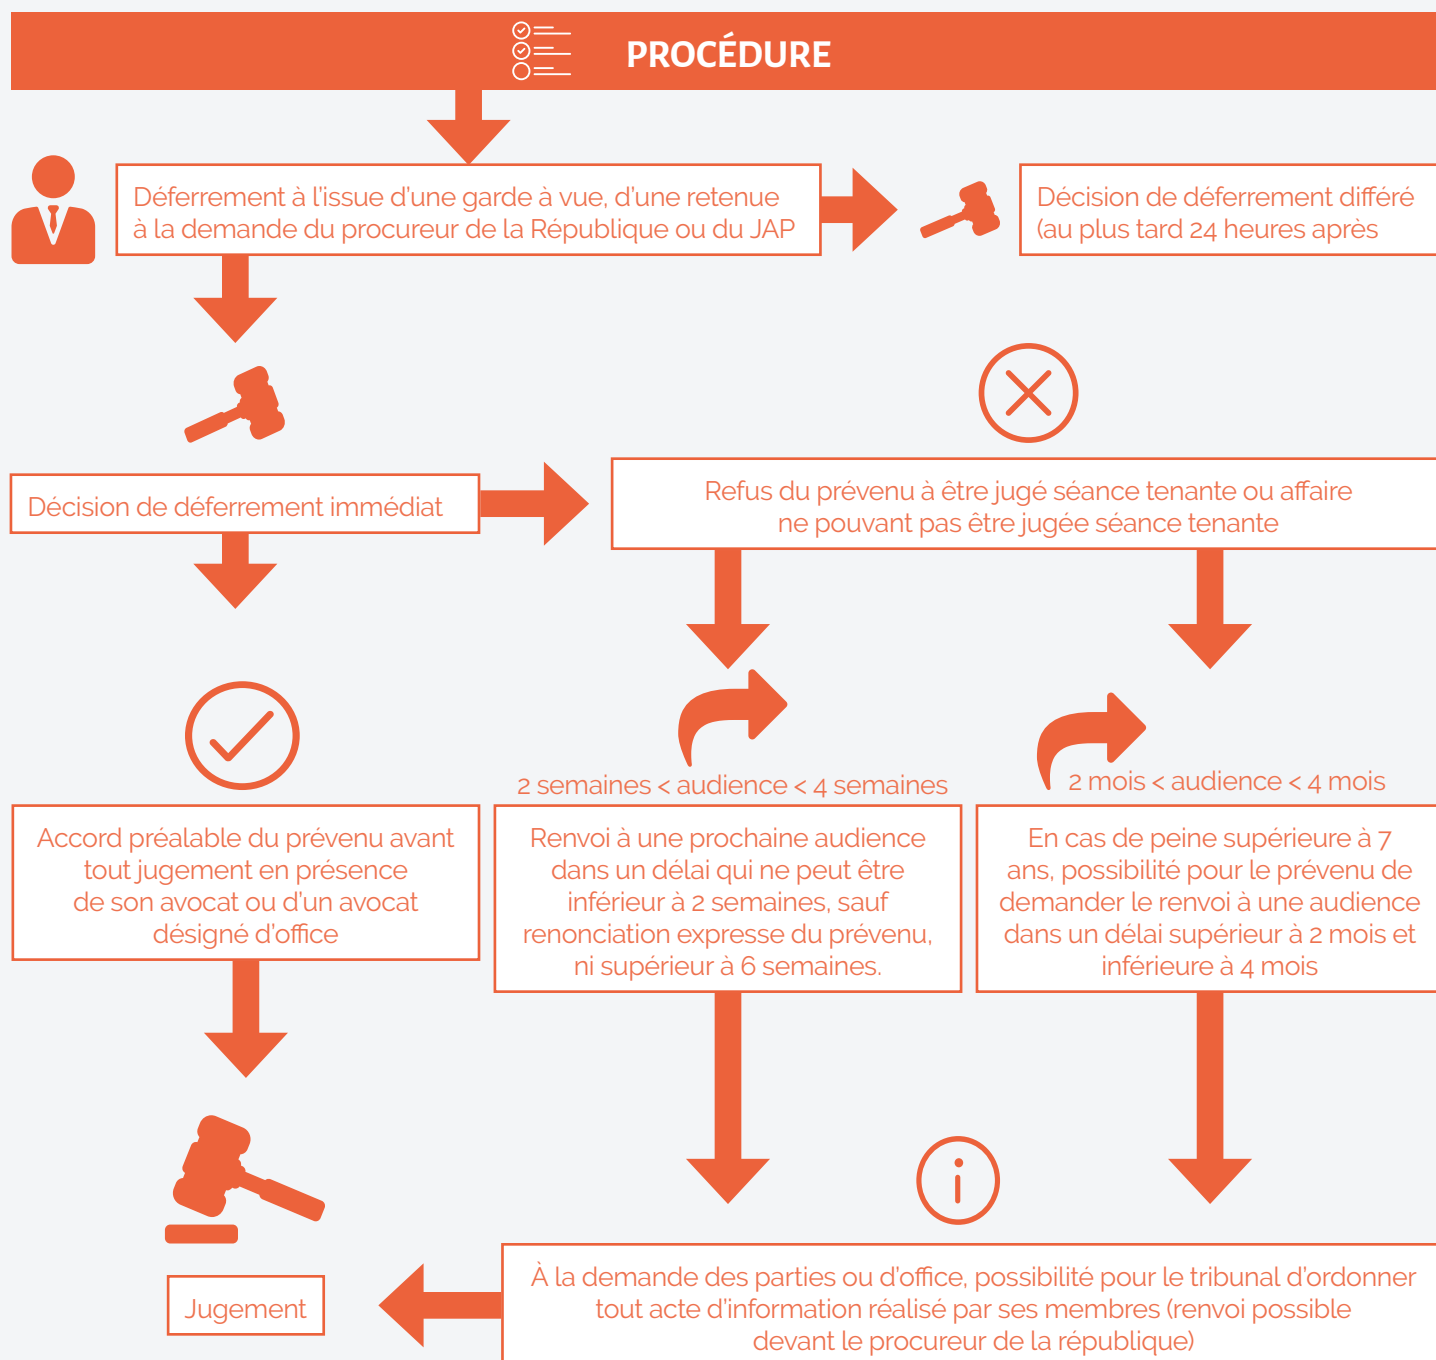 PROCÉDURE
Déferrement à l'issue d'une garde à vue, d'une retenue
à la demande du procureur de la République ou du JAP
Décision de déferrement différé
(au plus tard 24 heures après
Décision de déferrement immédiat
Refus du prévenu à être jugé séance tenante ou affaire
ne pouvant pas être jugée séance tenante
Accord préalable du prévenu avant
tout jugement en présence
de son avocat ou d'un avocat
désigné d'office
2 semaines < audience < 4 semaines
Renvoi à une prochaine audience
dans un délai qui ne peut être
inférieur à 2 semaines, sauf
renonciation expresse du prévenu,
ni supérieur à 6 semaines.
2 mois < audience < 4 mois
En cas de peine supérieure à 7
ans, possibilité pour le prévenu de
demander le renvoi à une audience
dans un délai supérieur à 2 mois et
inférieure à 4 mois
À la demande des parties ou d'office, possibilité pour le tribunal d'ordonner
tout acte d'information réalisé par ses membres (renvoi possible
devant le procureur de la république)
Jugement